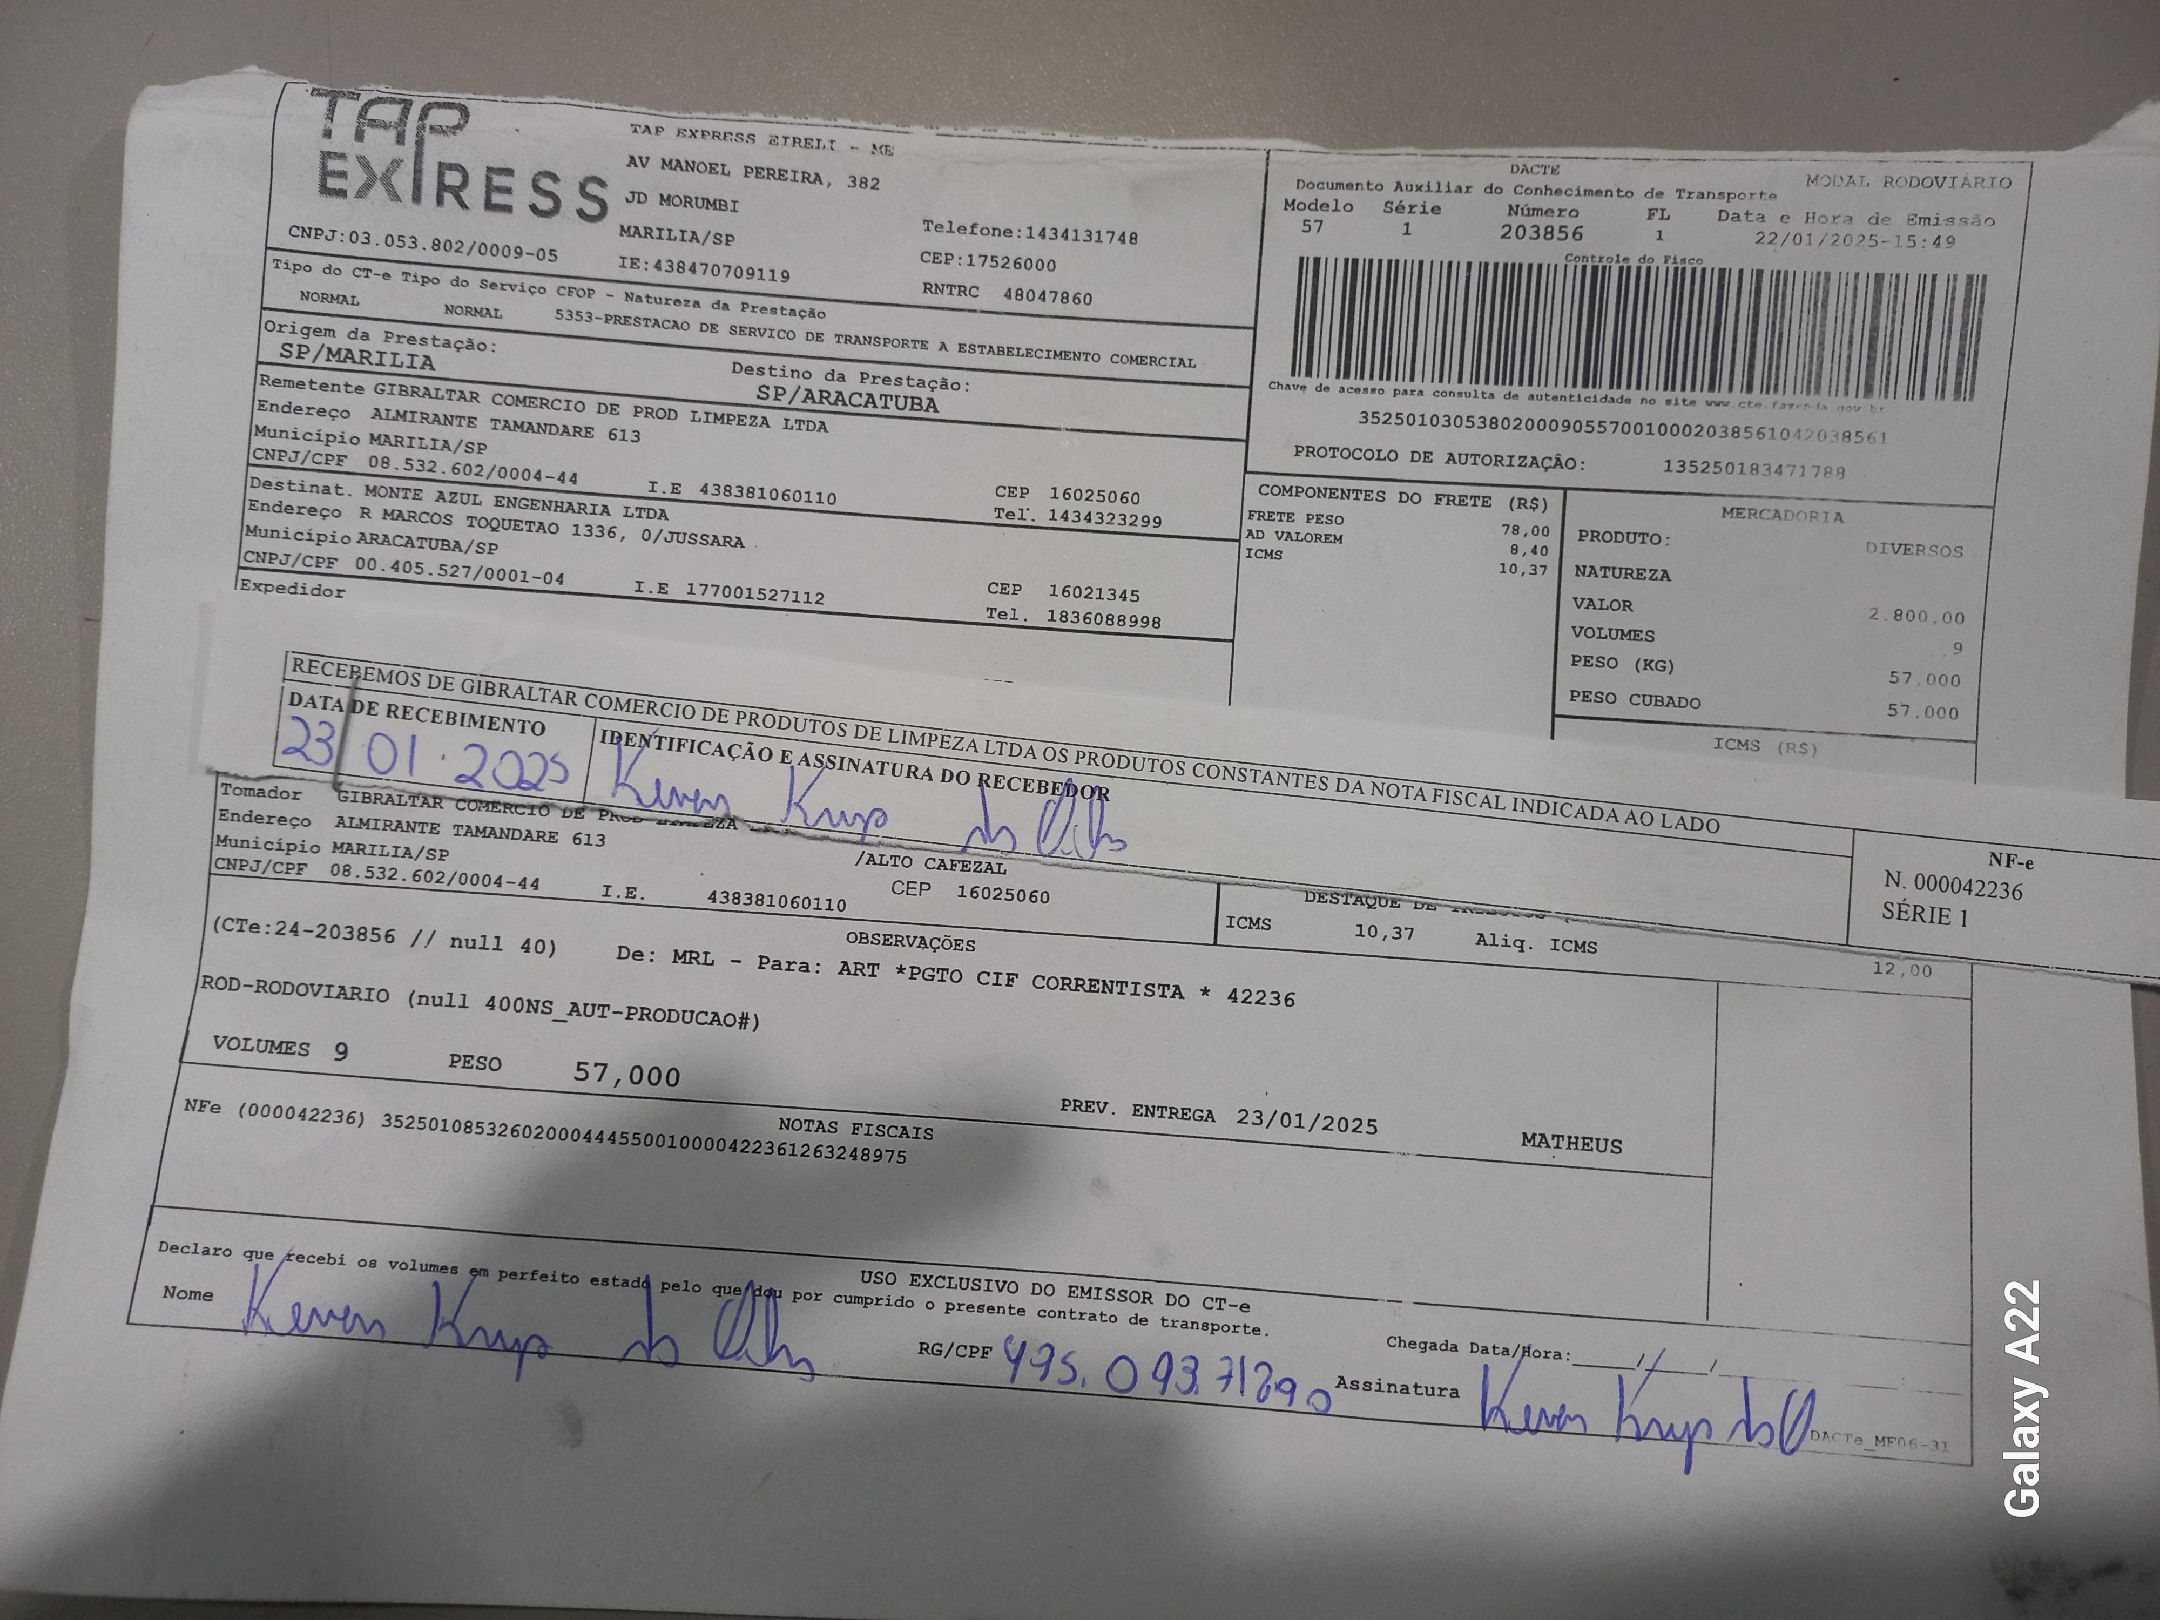 TAP EXPRESS
TAP EXPRESS EIRELI - ME
AV MANOEL PEREIRA, 382
JD MORUMBI
MARILIA/SP
Telefone:1434131748
CNPJ:03.053.802/0009-05
IE:438470709119
CEP:17526000
RNTRC 48047860
DACTE
MODAL RODOVIÁRIO
Documento Auxiliar do Conhecimento de Transporte
Modelo Série Número FL Data e Hora de Emissão
57 1 203856 1 22/01/2025-15:49
Controle do Fisco
Chave de acesso para consulta de autenticidade no site www.cte.fazenda.gov.br
35250103053802000905570010002038561042038561
PROTOCOLO DE AUTORIZAÇÃO: 135250183471788
Tipo do CT-e Tipo do Serviço CFOP - Natureza da Prestação
NORMAL NORMAL 5353-PRESTACAO DE SERVICO DE TRANSPORTE A ESTABELECIMENTO COMERCIAL
Origem da Prestação: Destino da Prestação:
SP/MARILIA SP/ARACATUBA
Remetente GIBRALTAR COMERCIO DE PROD LIMPEZA LTDA
Endereço ALMIRANTE TAMANDARE 613
Município MARILIA/SP CEP 16025060
CNPJ/CPF 08.532.602/0004-44 I.E 438381060110 Tel. 1434323299
Destinat. MONTE AZUL ENGENHARIA LTDA
Endereço R MARCOS TOQUETAO 1336, 0/JUSSARA
Município ARACATUBA/SP CEP 16021345
CNPJ/CPF 00.405.527/0001-04 I.E 177001527112 Tel. 1836088998
Expedidor
COMPONENTES DO FRETE (R$)
FRETE PESO 78,00
AD VALOREM 8,40
ICMS 10,37
MERCADORIA
PRODUTO: DIVERSOS
NATUREZA
VALOR 2.800,00
VOLUMES 9
PESO (KG) 57,000
PESO CUBADO 57,000
ICMS (R$)
RECEBEMOS DE GIBRALTAR COMERCIO DE PRODUTOS DE LIMPEZA LTDA OS PRODUTOS CONSTANTES DA NOTA FISCAL INDICADA AO LADO
DATA DE RECEBIMENTO IDENTIFICAÇÃO E ASSINATURA DO RECEBEDOR
23/01.2025
NF-e
N. 000042236
SÉRIE 1
Tomador GIBRALTAR COMERCIO DE PROD LIMPEZA
Endereço ALMIRANTE TAMANDARE 613 /ALTO CAFEZAL
Município MARILIA/SP CEP 16025060
CNPJ/CPF 08.532.602/0004-44 I.E. 438381060110
DESTAQUE DE
ICMS 10,37 Aliq. ICMS 12,00
OBSERVAÇÕES
(CTe:24-203856 // null 40) De: MRL - Para: ART *PGTO CIF CORRENTISTA * 42236
ROD-RODOVIARIO (null 400NS_AUT-PRODUCAO#)
VOLUMES 9 PESO 57,000 PREV. ENTREGA 23/01/2025 MATHEUS
NOTAS FISCAIS
NFe (000042236) 35250108532602000444550010000422361263248975
USO EXCLUSIVO DO EMISSOR DO CT-e
Declaro que recebi os volumes em perfeito estado pelo que dou por cumprido o presente contrato de transporte.
Nome
RG/CPF 495.093.71890
Chegada Data/Hora:____/____/
Assinatura
DACTe_MF06-31
Galaxy A22